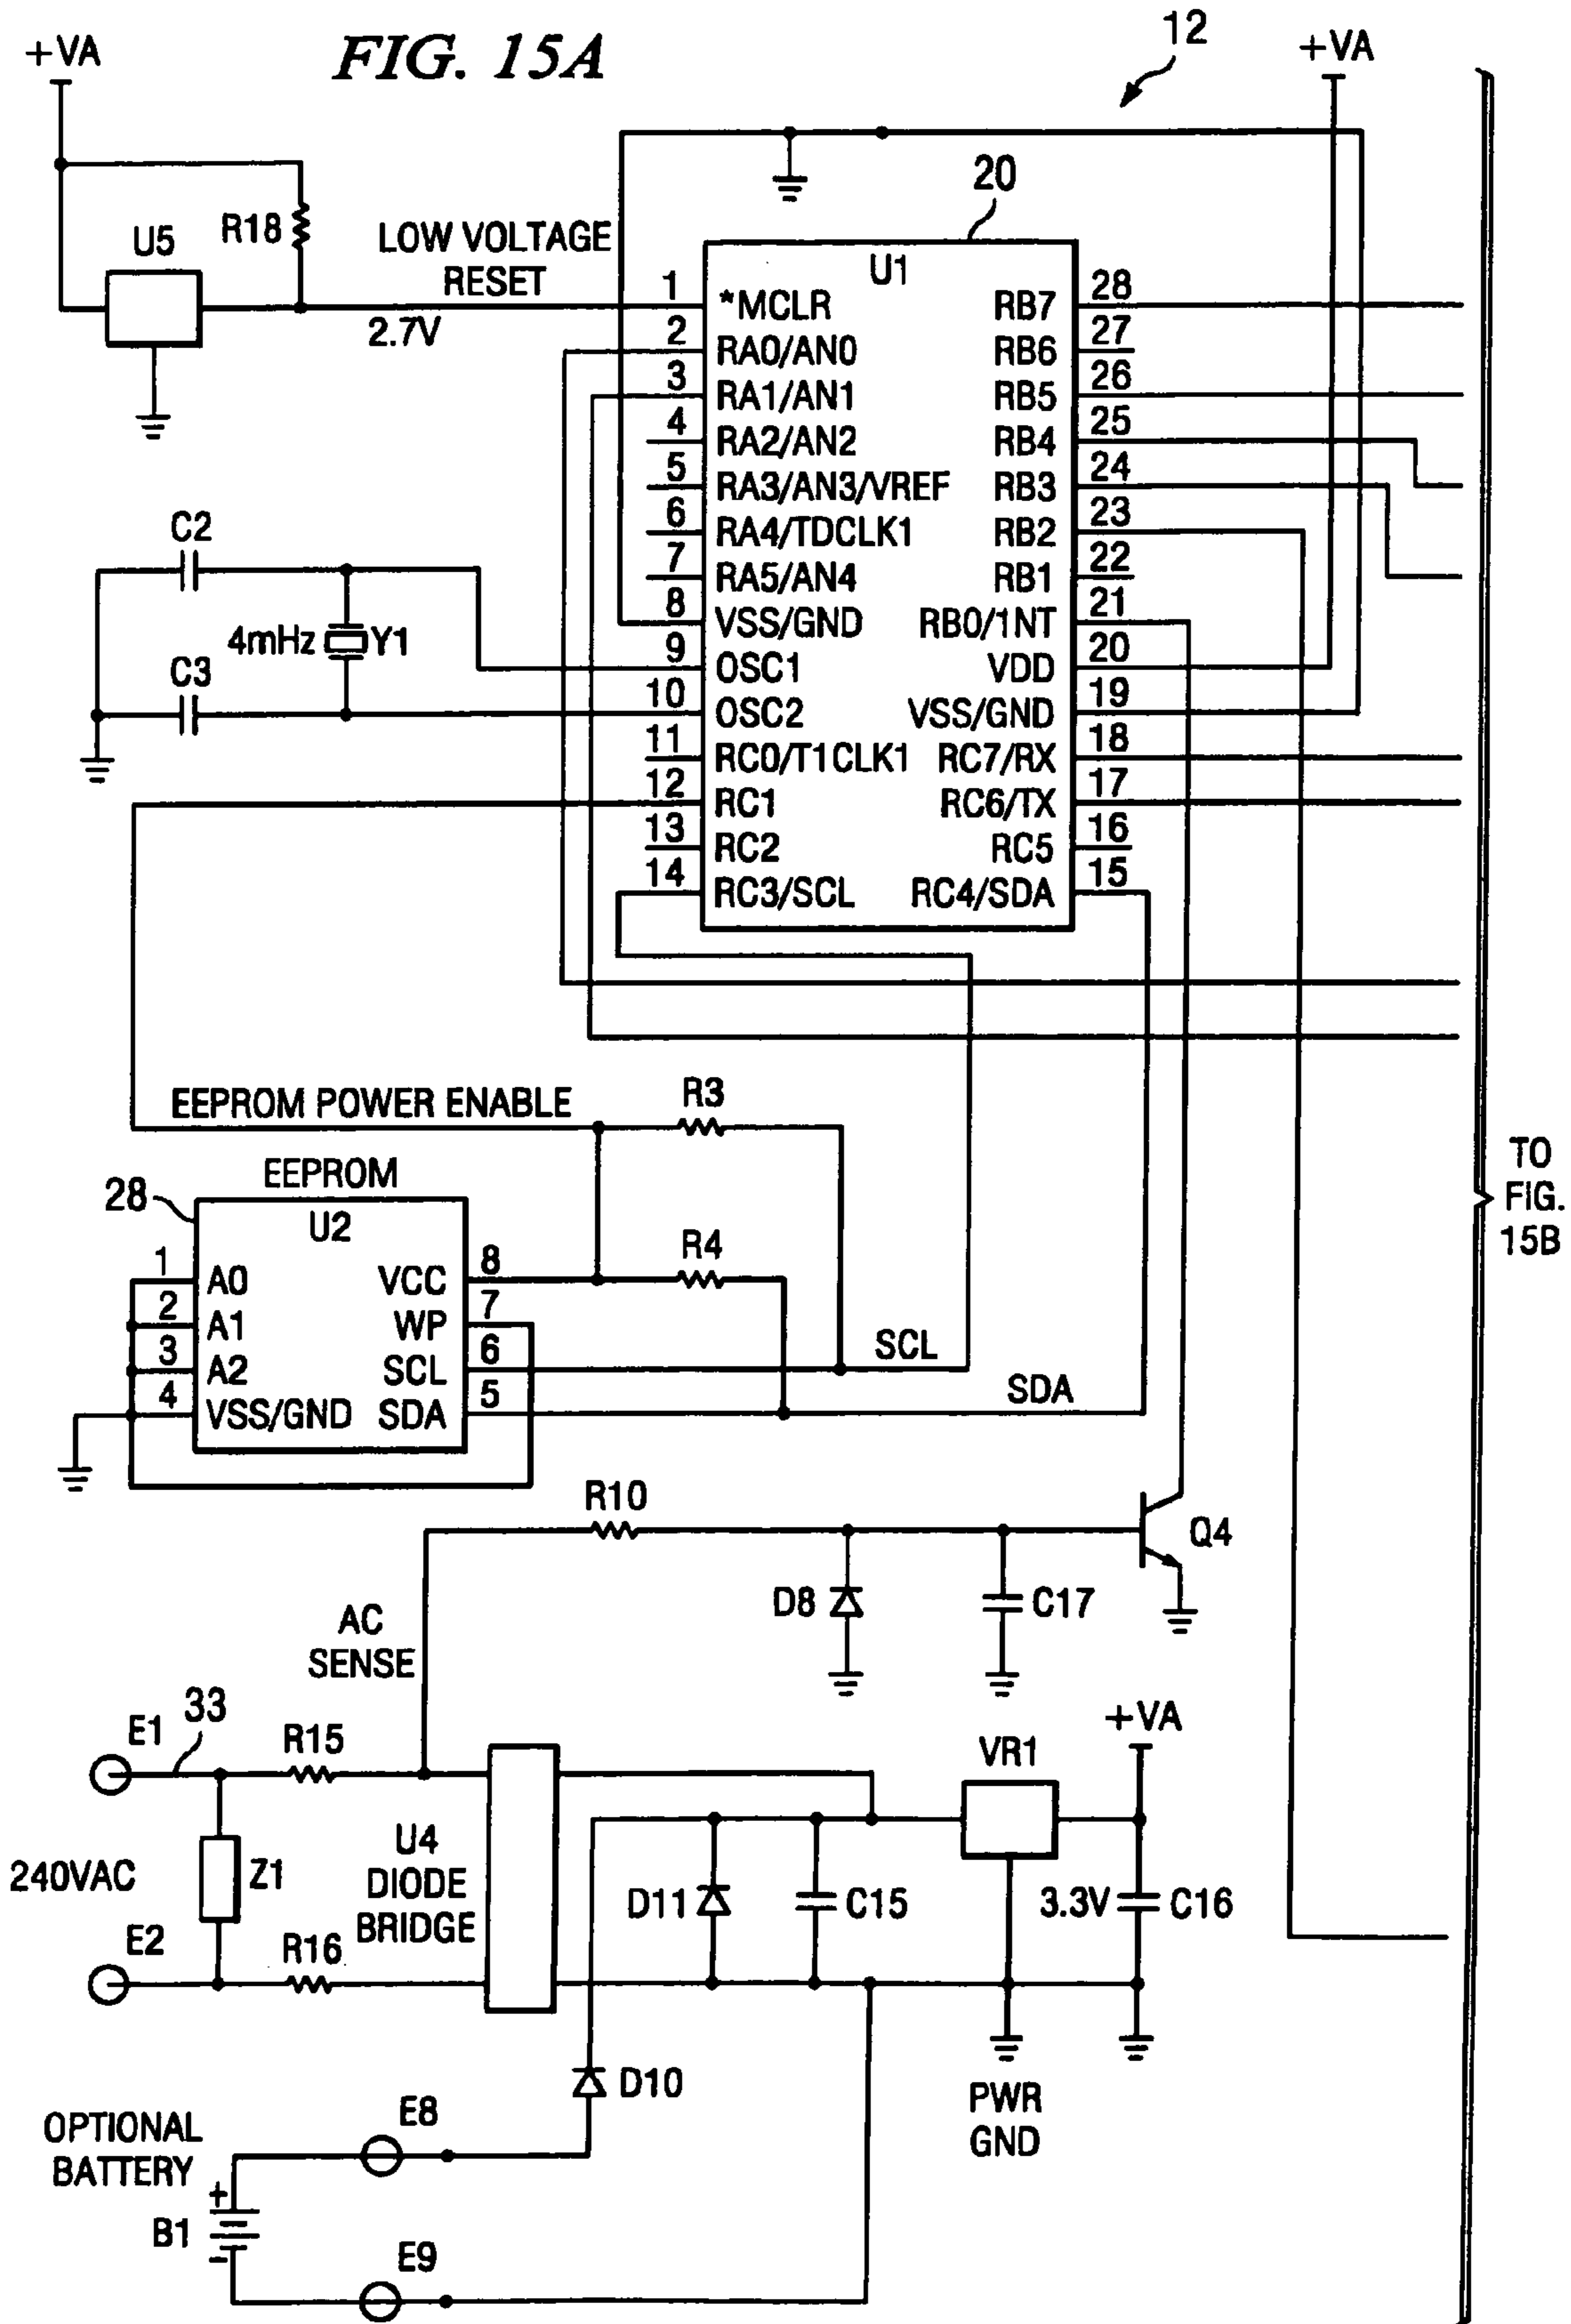 FIG. 15A
+VA
12
+VA
20
U5
R18
LOW VOLTAGE
RESET
2.7V
U1
1 *MCLR
2 RA0/AN0
3 RA1/AN1
4 RA2/AN2
5 RA3/AN3/VREF
6 RA4/TDCLK1
7 RA5/AN4
8 VSS/GND
9 OSC1
10 OSC2
11 RC0/T1CLK1
12 RC1
13 RC2
14 RC3/SCL
RB7 28
RB6 27
RB5 26
RB4 25
RB3 24
RB2 23
RB1 22
RB0/1NT 21
VDD 20
VSS/GND 19
RC7/RX 18
RC6/TX 17
RC5 16
RC4/SDA 15
C2
4mHz Y1
C3
EEPROM POWER ENABLE
R3
EEPROM
28
U2
R4
1 A0
2 A1
3 A2
4 VSS/GND
VCC 8
WP 7
SCL 6
SDA 5
SCL
SDA
TO
FIG.
15B
R10
Q4
D8
C17
AC
SENSE
E1
33
R15
+VA
VR1
U4
DIODE
BRIDGE
240VAC
Z1
D11
C15
3.3V
C16
E2
R16
D10
PWR
GND
OPTIONAL
BATTERY
E8
+
B1
-
E9